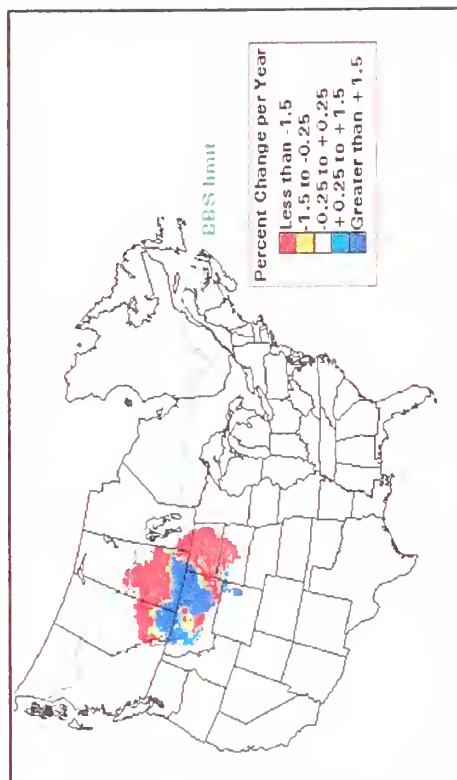 BBS limit
Percent Change per Year
Less than -1.5
-1.5 to -0.25
-0.25 to +0.25
+0.25 to +1.5
Greater than +1.5